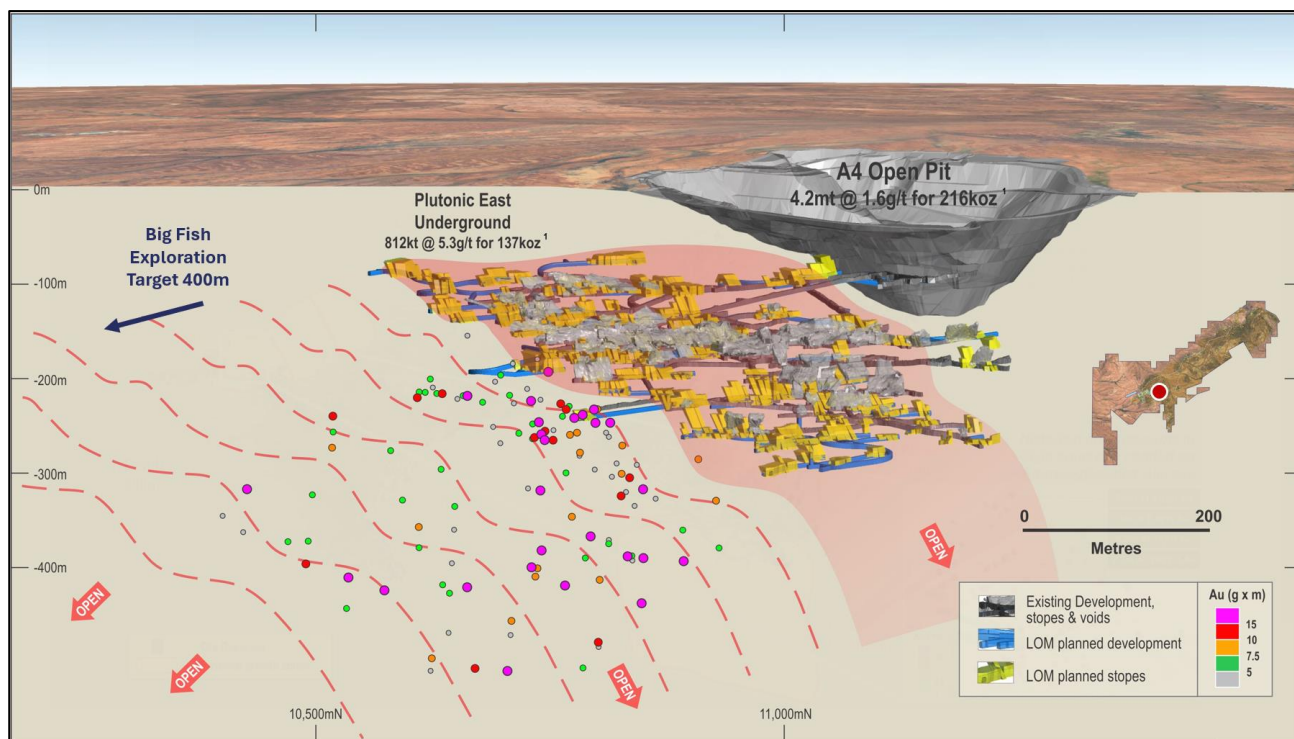 A4 Open Pit
4.2mt @ 1.6g/t for 216koz ¹
0m
Plutonic East
Underground
812kt @ 5.3g/t for 137koz ¹
Big Fish
Exploration
Target 400m
-100m
-200m
-300m
-400m
OPEN
OPEN
OPEN
OPEN
0 200
Metres
Existing Development,
stopes & voids
LOM planned development
LOM planned stopes
Au (g x m)
15
10
7.5
5
10,500mN
11,000mN